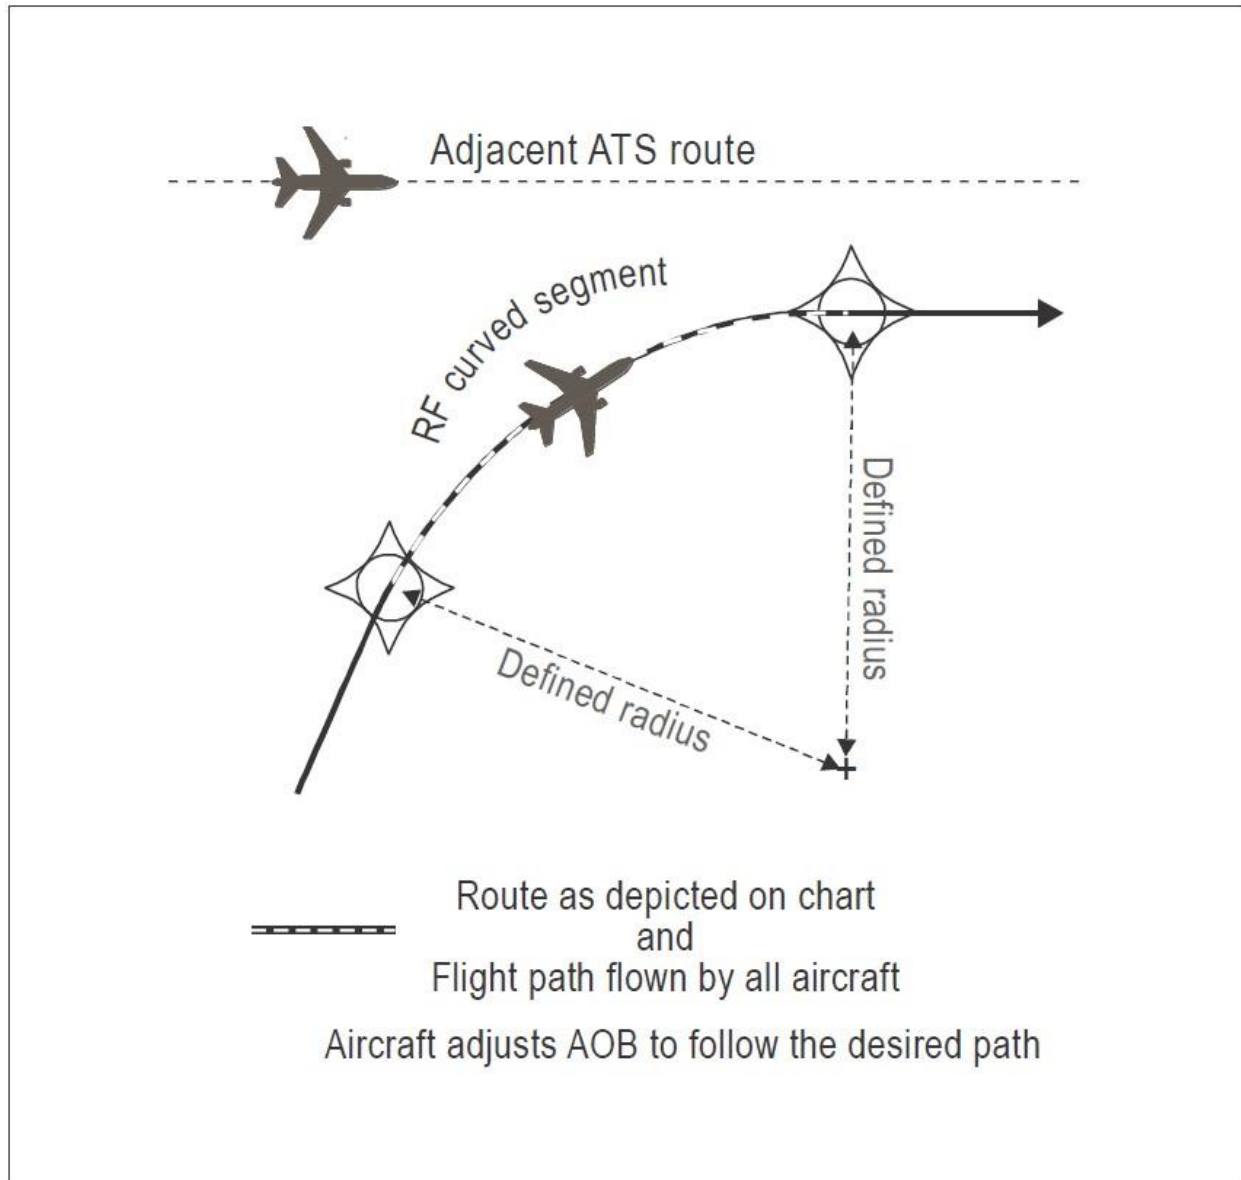 Adjacent ATS route
RF curved segment
Defined radius
Defined radius
Route as depicted on chart
and
Flight path flown by all aircraft
Aircraft adjusts AOB to follow the desired path